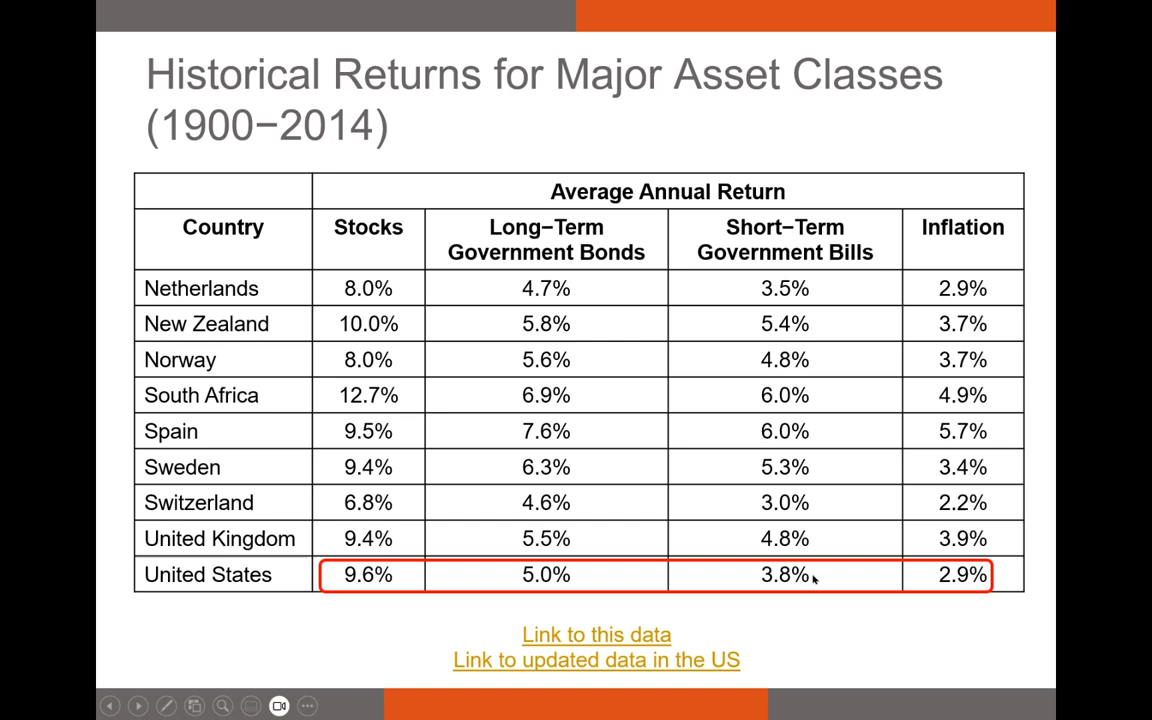 Historical Returns for Major Asset Classes
(1900−2014)
Average Annual Return
Country Stocks Long−Term Government Bonds Short−Term Government Bills Inflation
Netherlands 8.0% 4.7% 3.5% 2.9%
New Zealand 10.0% 5.8% 5.4% 3.7%
Norway 8.0% 5.6% 4.8% 3.7%
South Africa 12.7% 6.9% 6.0% 4.9%
Spain 9.5% 7.6% 6.0% 5.7%
Sweden 9.4% 6.3% 5.3% 3.4%
Switzerland 6.8% 4.6% 3.0% 2.2%
United Kingdom 9.4% 5.5% 4.8% 3.9%
United States 9.6% 5.0% 3.8% 2.9%
Link to this data
Link to updated data in the US